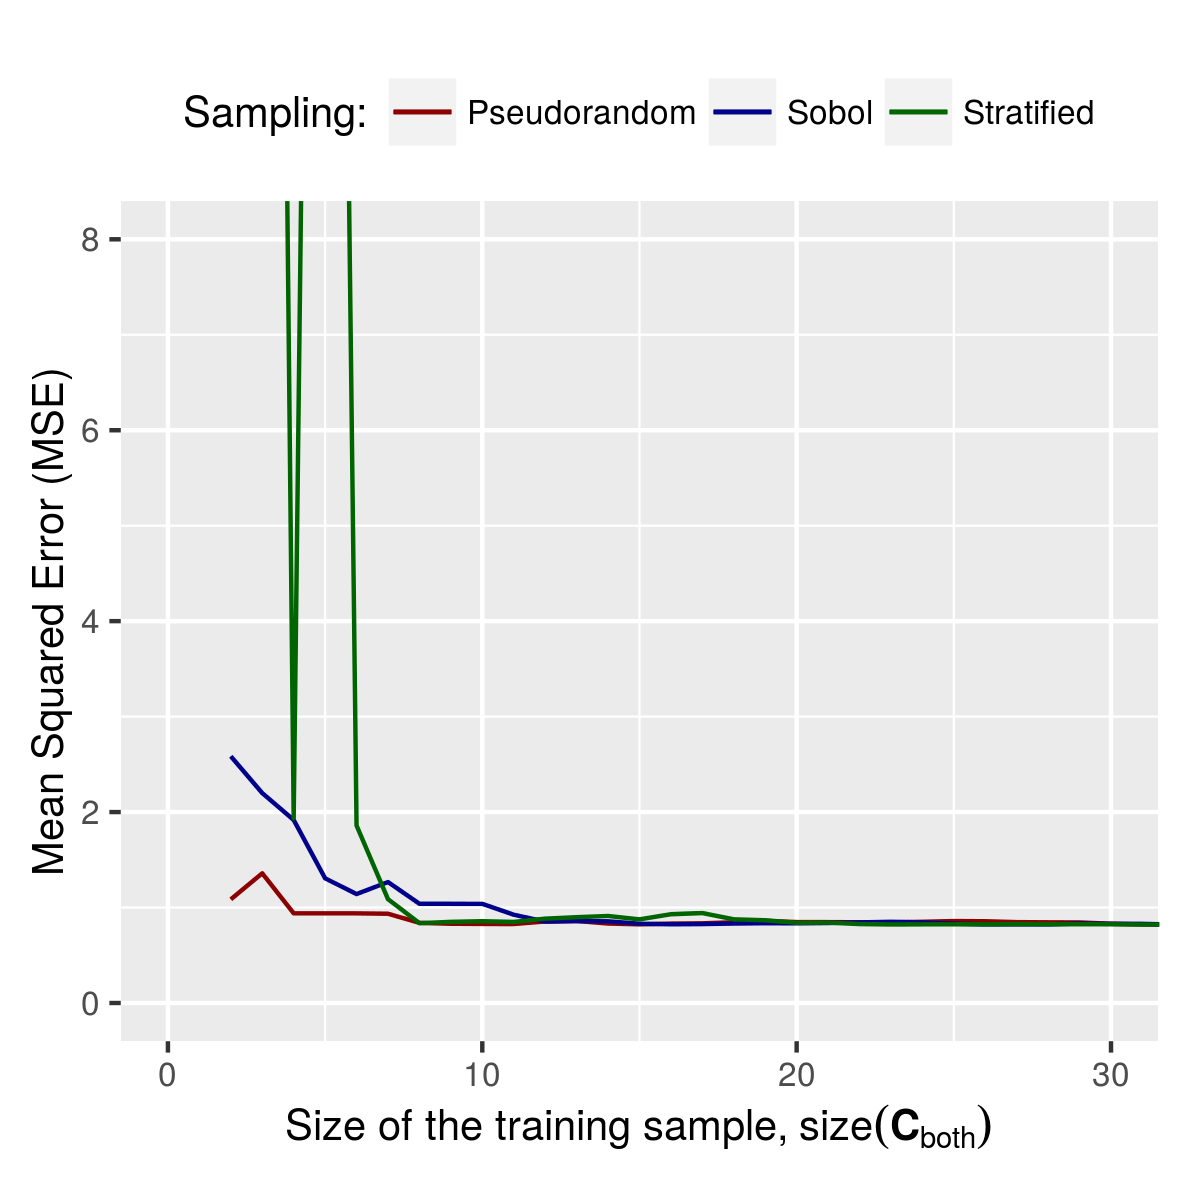 Sampling: Pseudorandom Sobol Stratified
8
6
4
2
0
Mean Squared Error (MSE)
0 10 20 30
Size of the training sample, size(C_both)